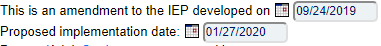 This is an amendment to the IEP developed on 09/24/2019
Proposed implementation date: 01/27/2020